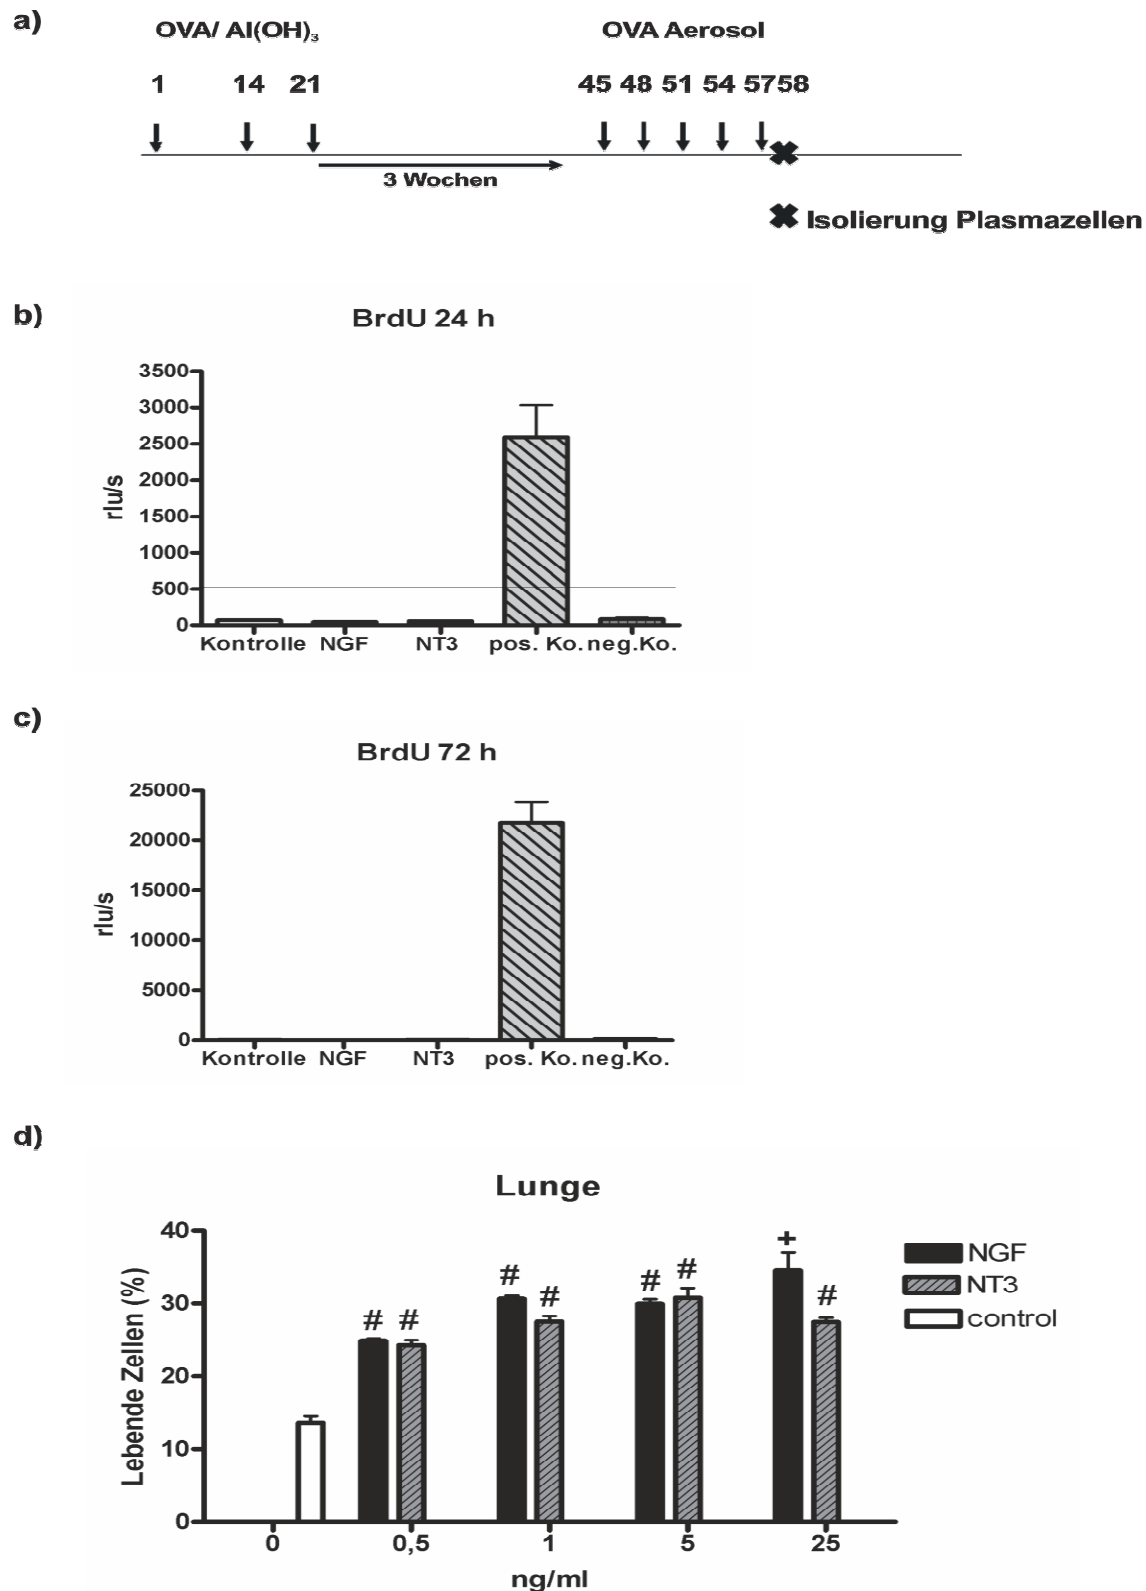 a)
OVA/ Al(OH)₃ OVA Aerosol
1 14 21 45 48 51 54 57 58
3 Wochen
Isolierung Plasmazellen
b)
BrdU 24 h
3500
3000
2500
2000
1500
1000
500
0
rlu/s
Kontrolle NGF NT3 pos. Ko. neg.Ko.
c)
BrdU 72 h
25000
20000
15000
10000
5000
0
rlu/s
Kontrolle NGF NT3 pos. Ko. neg.Ko.
d)
Lunge
40
30
20
10
0
Lebende Zellen (%)
# # # # # # + #
NGF
NT3
control
0 0,5 1 5 25
ng/ml